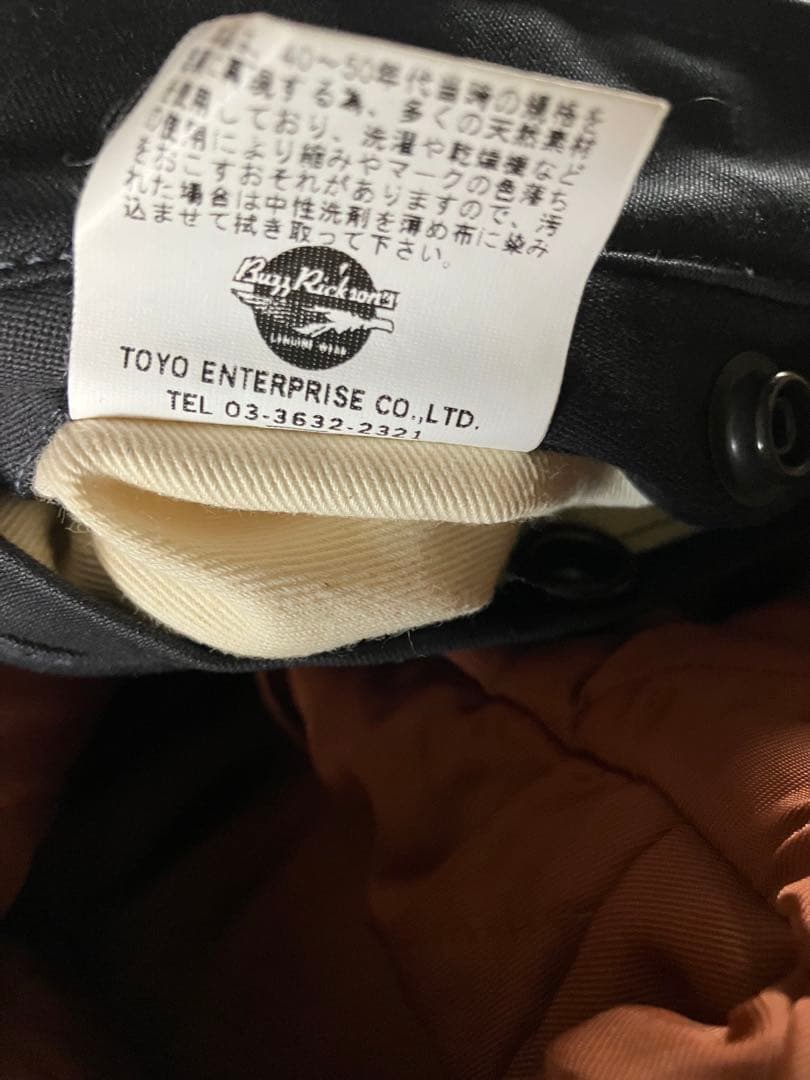 40～50年代当時の規格を
再現する為、多くの天然素材
使用しており、洗濯や乾燥機など
の使用により縮みやマークの色落ち
をおこすおそれがありますので、汚
れた場合は中性洗剤を薄め布に染み
込ませて拭き取って下さい。
Buzz Rickson's
GENUINE WEAR
TOYO ENTERPRISE CO.,LTD.
TEL 03-3632-2321